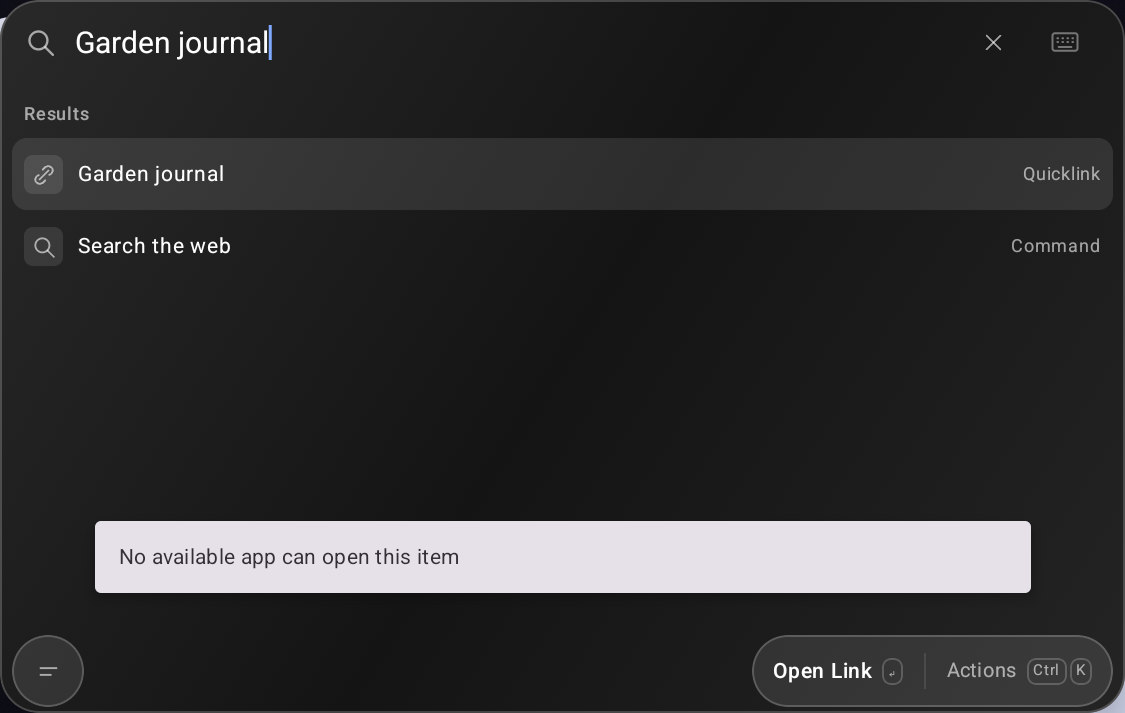 Garden journal
Results
Garden journal Quicklink
Search the web Command
No available app can open this item
Open Link Actions Ctrl K